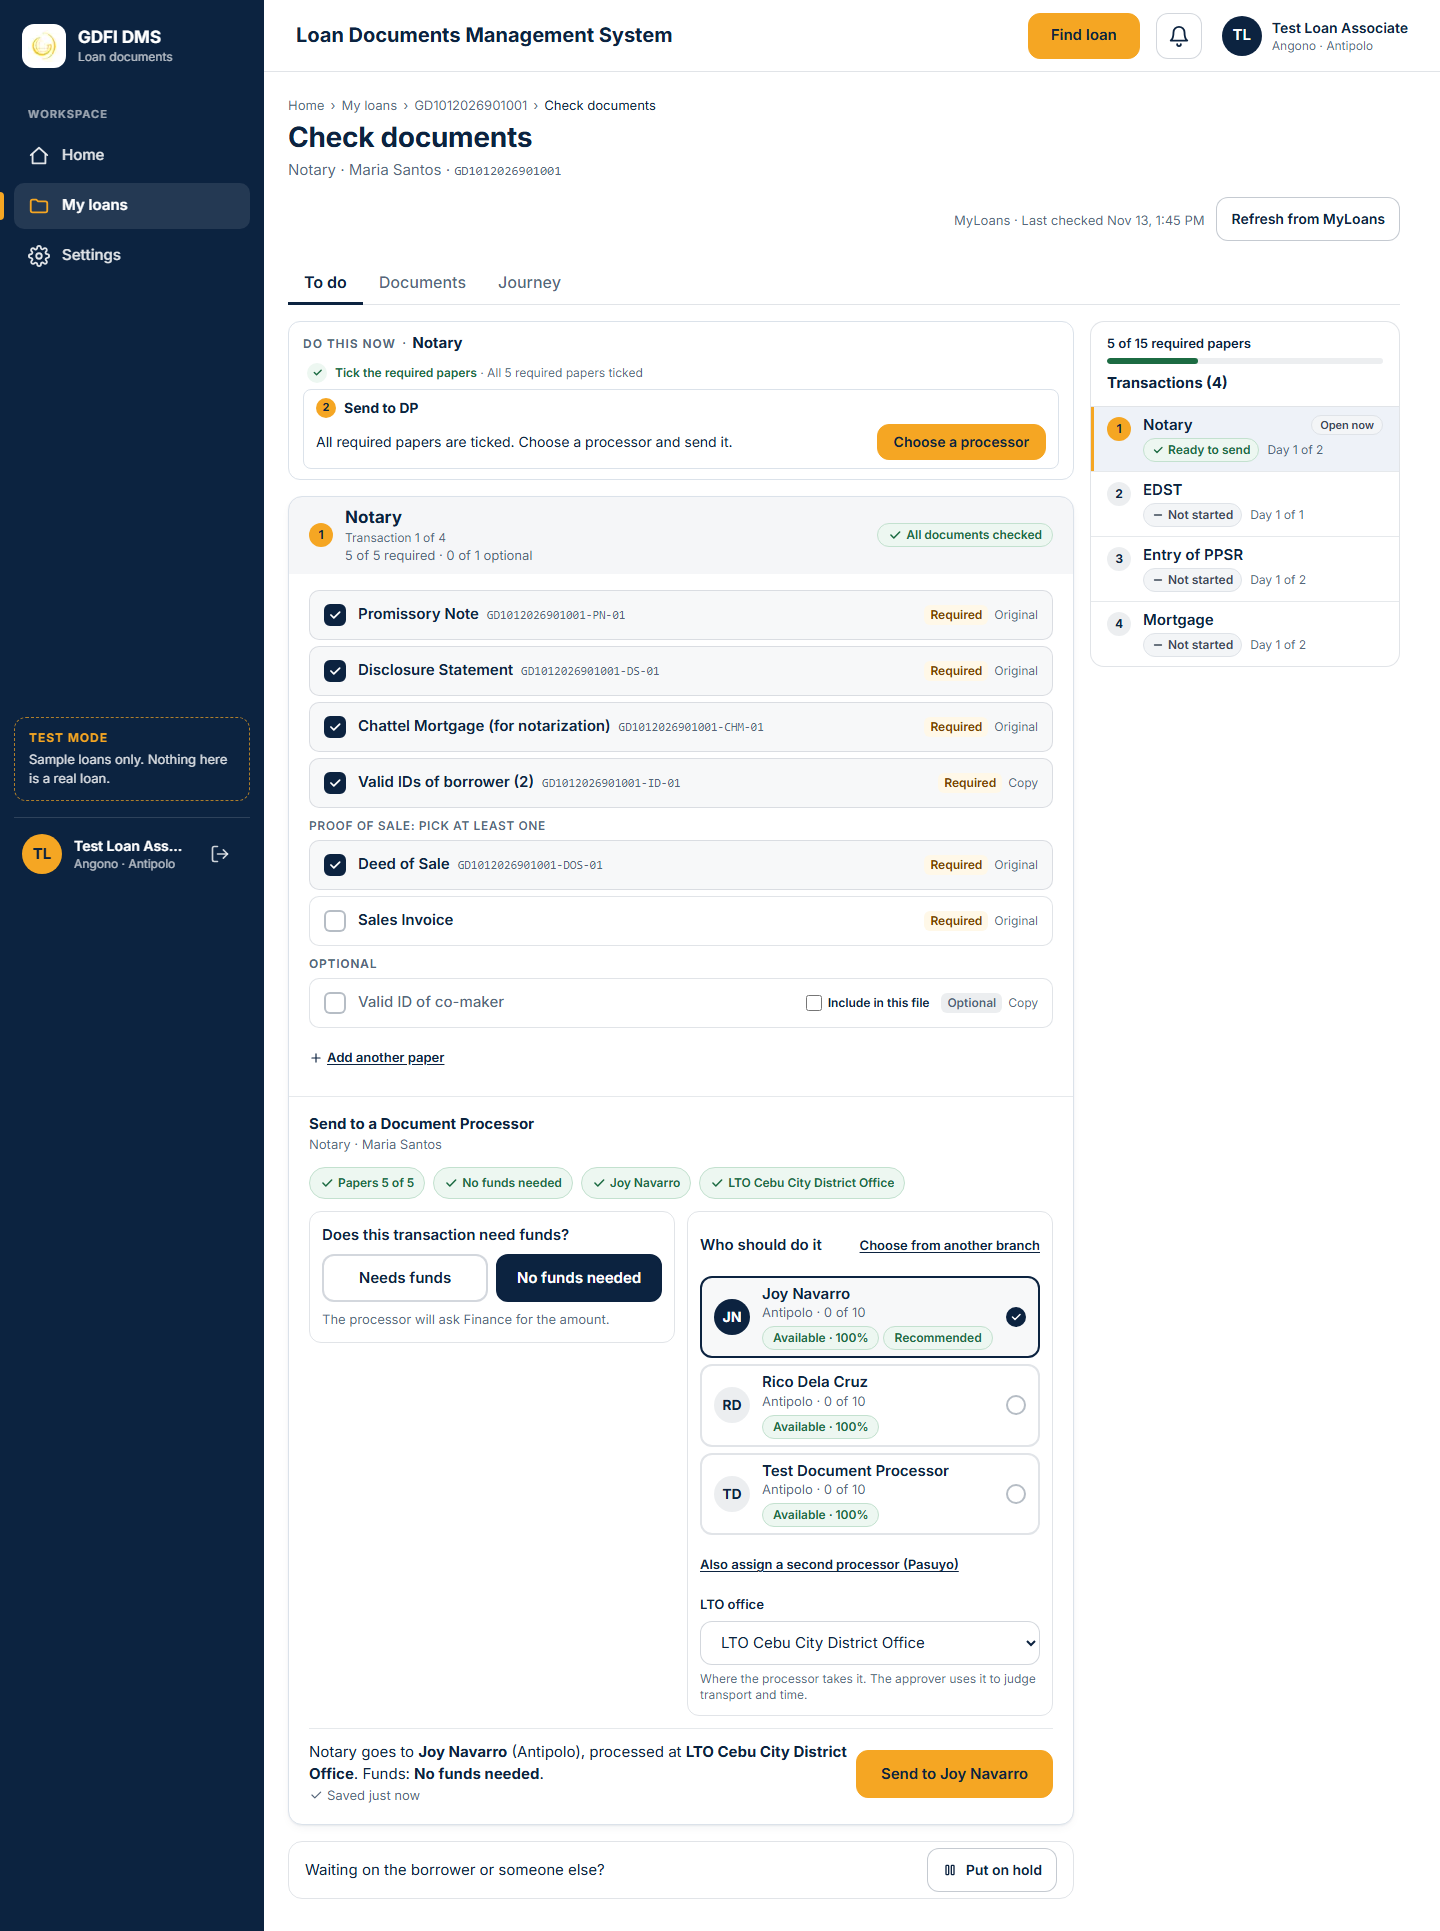 GDFI DMS
Loan documents
WORKSPACE
Home
My loans
Settings
TEST MODE
Sample loans only. Nothing here
is a real loan.
TL
Test Loan Ass...
Angono · Antipolo
Loan Documents Management System
Find loan
TL
Test Loan Associate
Angono · Antipolo
Home › My loans › GD1012026901001 › Check documents
Check documents
Notary · Maria Santos · GD1012026901001
MyLoans · Last checked Nov 13, 1:45 PM
Refresh from MyLoans
To do
Documents
Journey
DO THIS NOW · Notary
Tick the required papers · All 5 required papers ticked
2 Send to DP
All required papers are ticked. Choose a processor and send it.
Choose a processor
1
Notary
Transaction 1 of 4
5 of 5 required · 0 of 1 optional
All documents checked
Promissory Note GD1012026901001-PN-01 Required Original
Disclosure Statement GD1012026901001-DS-01 Required Original
Chattel Mortgage (for notarization) GD1012026901001-CHM-01 Required Original
Valid IDs of borrower (2) GD1012026901001-ID-01 Required Copy
PROOF OF SALE: PICK AT LEAST ONE
Deed of Sale GD1012026901001-DOS-01 Required Original
Sales Invoice Required Original
OPTIONAL
Valid ID of co-maker Include in this file Optional Copy
+ Add another paper
Send to a Document Processor
Notary · Maria Santos
Papers 5 of 5
No funds needed
Joy Navarro
LTO Cebu City District Office
Does this transaction need funds?
Needs funds
No funds needed
The processor will ask Finance for the amount.
Who should do it
Choose from another branch
JN
Joy Navarro
Antipolo · 0 of 10
Available · 100%
Recommended
RD
Rico Dela Cruz
Antipolo · 0 of 10
Available · 100%
TD
Test Document Processor
Antipolo · 0 of 10
Available · 100%
Also assign a second processor (Pasuyo)
LTO office
LTO Cebu City District Office
Where the processor takes it. The approver uses it to judge
transport and time.
Notary goes to Joy Navarro (Antipolo), processed at LTO Cebu City District
Office. Funds: No funds needed.
Saved just now
Send to Joy Navarro
Waiting on the borrower or someone else?
Put on hold
5 of 15 required papers
Transactions (4)
1 Notary Open now
Ready to send Day 1 of 2
2 EDST
Not started Day 1 of 1
3 Entry of PPSR
Not started Day 1 of 2
4 Mortgage
Not started Day 1 of 2